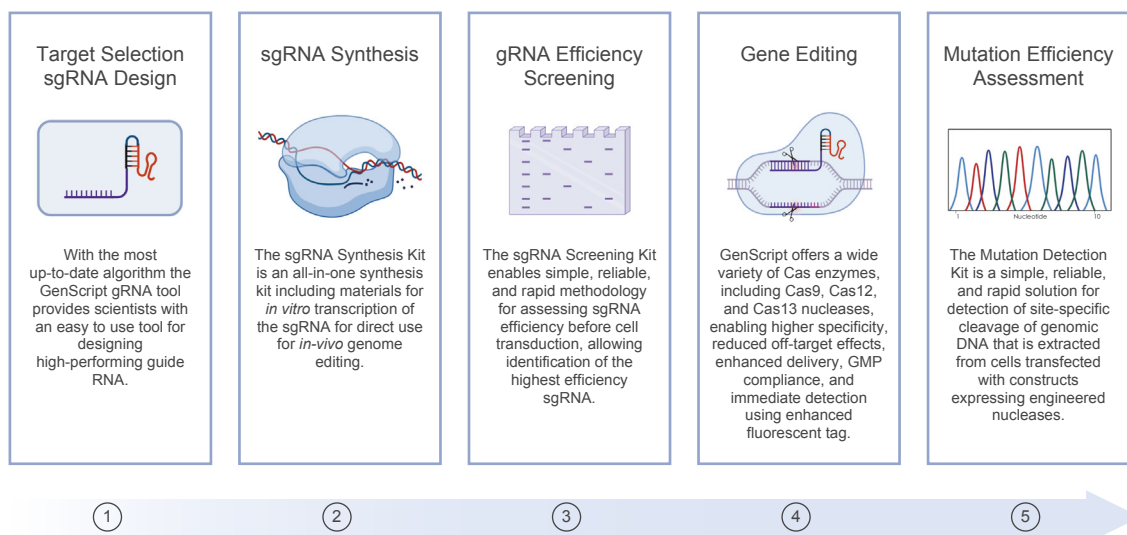 Target Selection
sgRNA Design
With the most
up-to-date algorithm the
GenScript gRNA tool
provides scientists with
an easy to use tool for
designing
high-performing guide
RNA.
sgRNA Synthesis
The sgRNA Synthesis Kit
is an all-in-one synthesis
kit including materials for
in vitro transcription of
the sgRNA for direct use
for in-vivo genome
editing.
gRNA Efficiency
Screening
The sgRNA Screening Kit
enables simple, reliable,
and rapid methodology
for assessing sgRNA
efficiency before cell
transduction, allowing
identification of the
highest efficiency
sgRNA.
Gene Editing
GenScript offers a wide
variety of Cas enzymes,
including Cas9, Cas12,
and Cas13 nucleases,
enabling higher specificity,
reduced off-target effects,
enhanced delivery, GMP
compliance, and
immediate detection
using enhanced
fluorescent tag.
Mutation Efficiency
Assessment
1 Nucleotide 10
The Mutation Detection
Kit is a simple, reliable,
and rapid solution for
detection of site-specific
cleavage of genomic
DNA that is extracted
from cells transfected
with constructs
expressing engineered
nucleases.
1 2 3 4 5